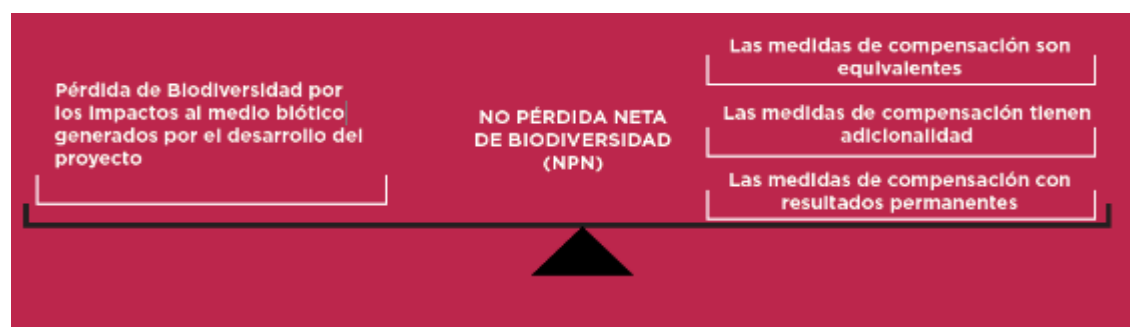 Pérdida de Biodiversidad por
los impactos al medio biótico
generados por el desarrollo del
proyecto
NO PÉRDIDA NETA
DE BIODIVERSIDAD
(NPN)
Las medidas de compensación son
equivalentes
Las medidas de compensación tienen
adicionalidad
Las medidas de compensación con
resultados permanentes